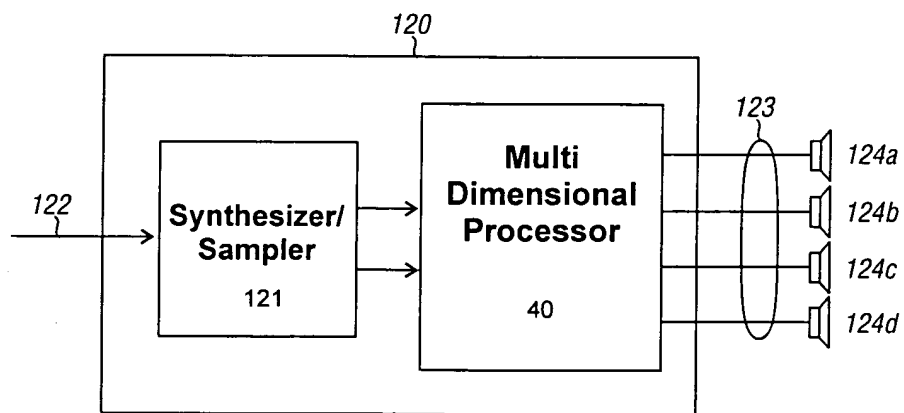 120
123
124a
Multi
Dimensional
Processor
122
Synthesizer/
Sampler
124b
124c
121
40
124d